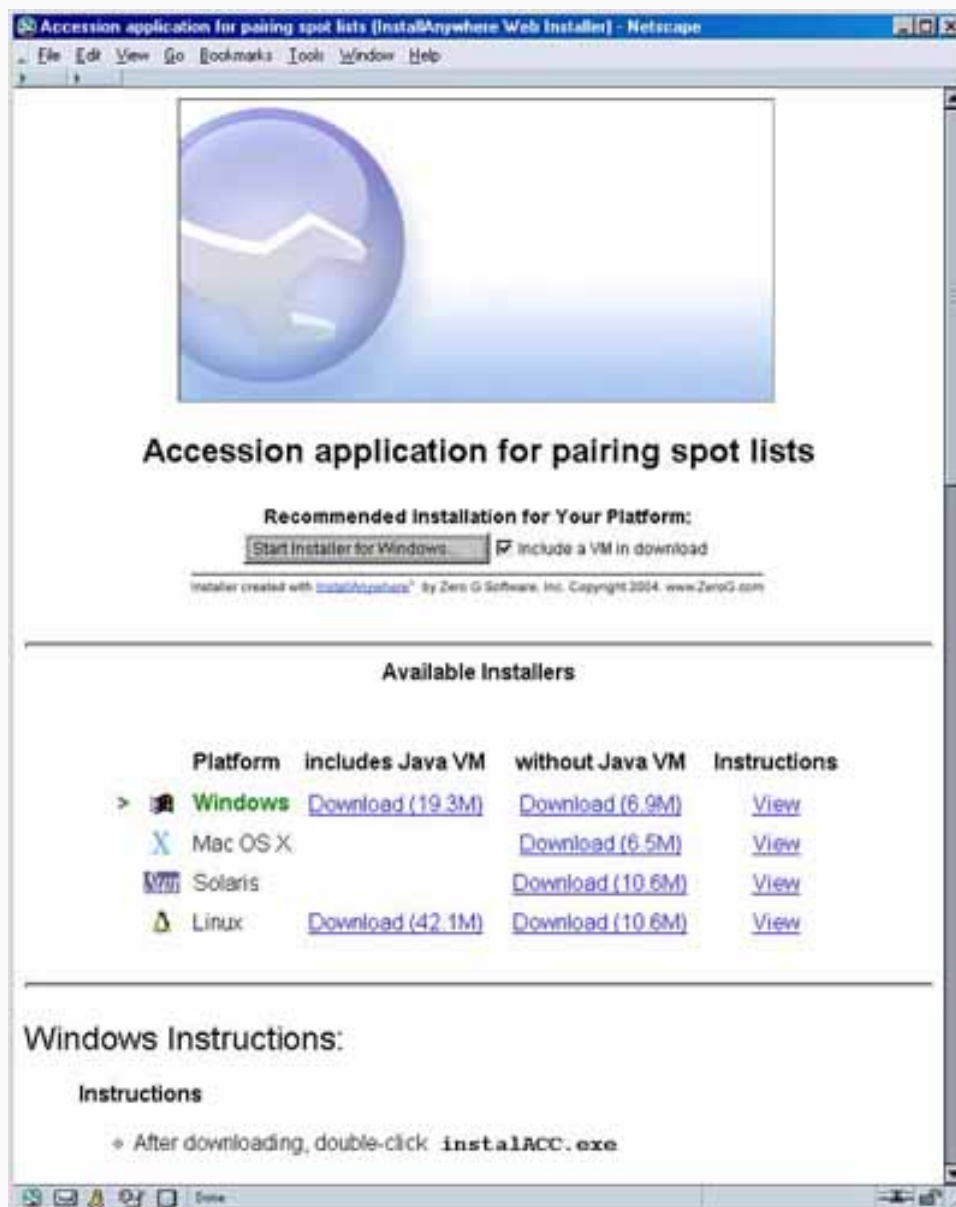 Accession application for pairing spot lists (InstallAnywhere Web Installer) - Netscape
File Edit View Go Bookmarks Tools Window Help
Accession application for pairing spot lists
Recommended Installation for Your Platform:
Start Installer for Windows... Include a VM in download
Installer created with InstallAnywhere® by Zero G Software, Inc. Copyright 2004. www.ZeroG.com
Available Installers
Platform includes Java VM without Java VM Instructions
> Windows Download (19.3M) Download (6.9M) View
X Mac OS X Download (6.5M) View
Solaris Download (10.6M) View
Linux Download (42.1M) Download (10.6M) View
Windows Instructions:
Instructions
After downloading, double-click instalACC.exe
Done